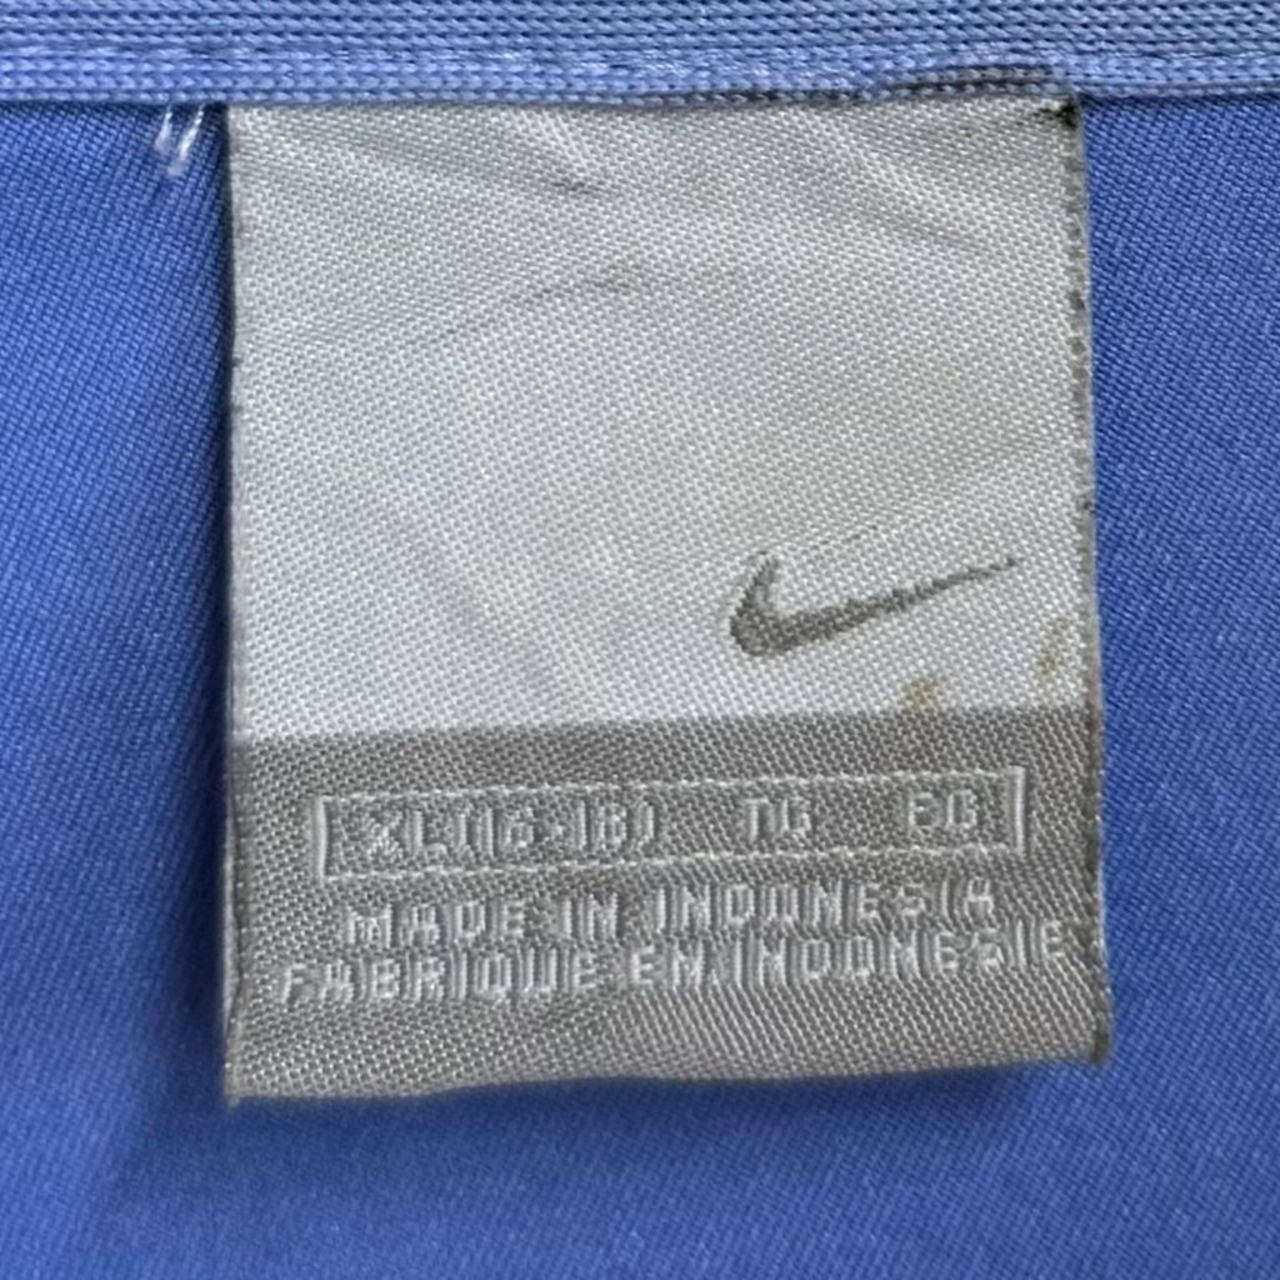 XL(16-18) TG EG
MADE IN INDONESIA
FABRIQUE EN INDONESIE